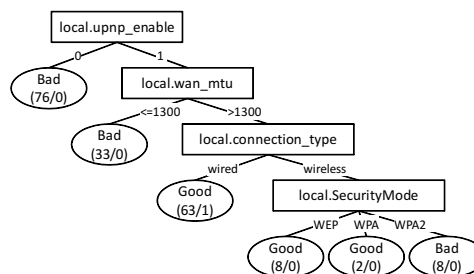 local.upnp_enable
0
1
Bad
(76/0)
local.wan_mtu
<=1300
>1300
Bad
(33/0)
local.connection_type
wired
wireless
Good
(63/1)
local.SecurityMode
WEP
WPA
WPA2
Good
(8/0)
Good
(2/0)
Bad
(8/0)